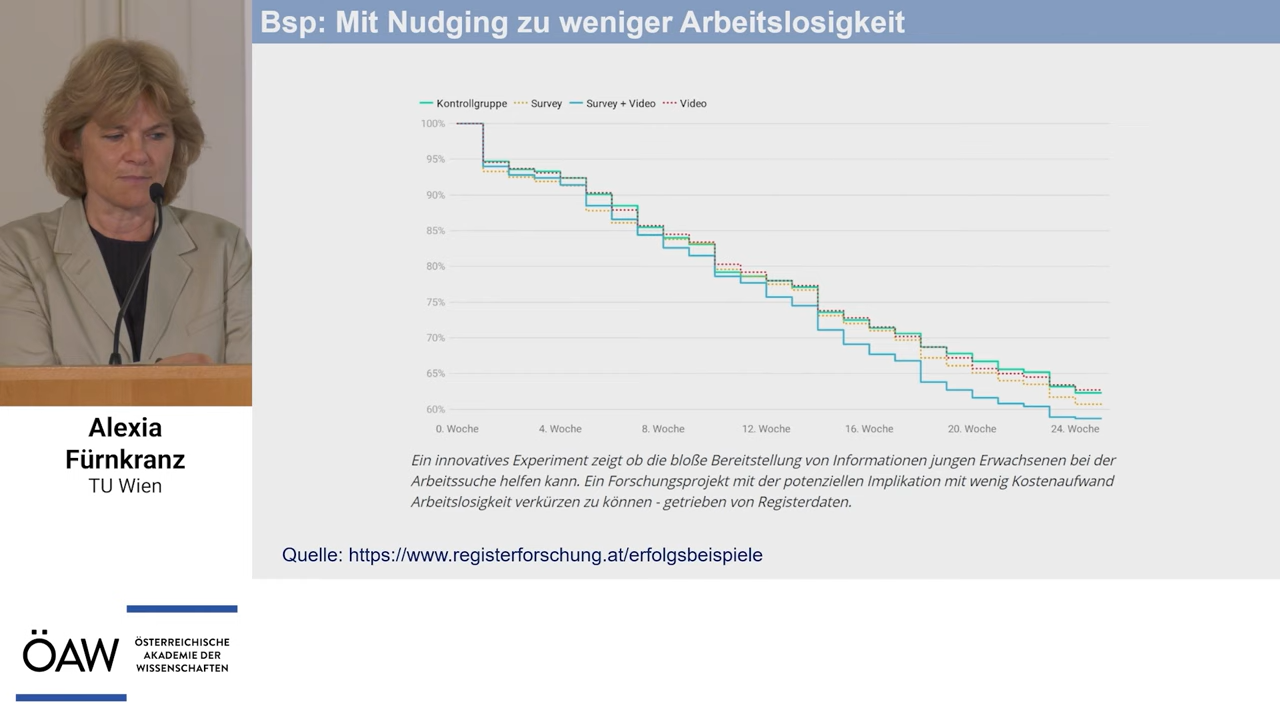 Bsp: Mit Nudging zu weniger Arbeitslosigkeit
Kontrollgruppe Survey Survey + Video Video
100%
95%
90%
85%
80%
75%
70%
65%
60%
0. Woche 4. Woche 8. Woche 12. Woche 16. Woche 20. Woche 24. Woche
Ein innovatives Experiment zeigt ob die bloße Bereitstellung von Informationen jungen Erwachsenen bei der
Arbeitssuche helfen kann. Ein Forschungsprojekt mit der potenziellen Implikation mit wenig Kostenaufwand
Arbeitslosigkeit verkürzen zu können - getrieben von Registerdaten.
Quelle: https://www.registerforschung.at/erfolgsbeispiele
Alexia
Fürnkranz
TU Wien
ÖAW
ÖSTERREICHISCHE
AKADEMIE DER
WISSENSCHAFTEN